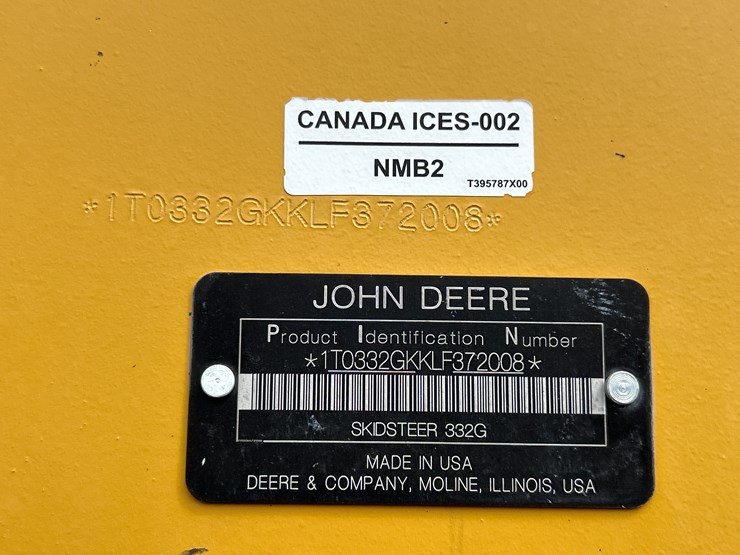 CANADA ICES-002
NMB2
T395787X00
*1T0332GKKLF372008*
JOHN DEERE
Product Identification Number
*1T0332GKKLF372008*
SKIDSTEER 332G
MADE IN USA
DEERE & COMPANY, MOLINE, ILLINOIS, USA